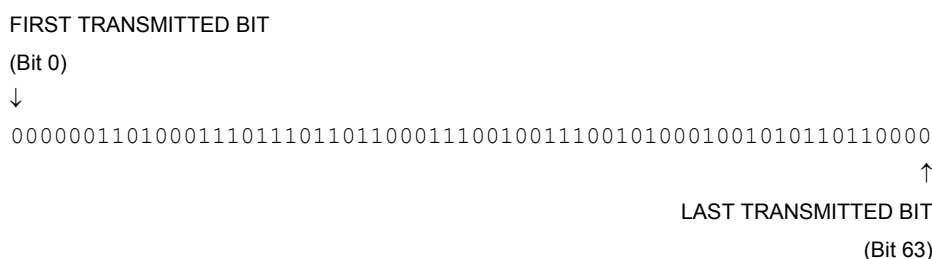 FIRST TRANSMITTED BIT
(Bit 0)
↓
0000001101000111011101101100011100100111001010001001010110110000
↑
LAST TRANSMITTED BIT
(Bit 63)